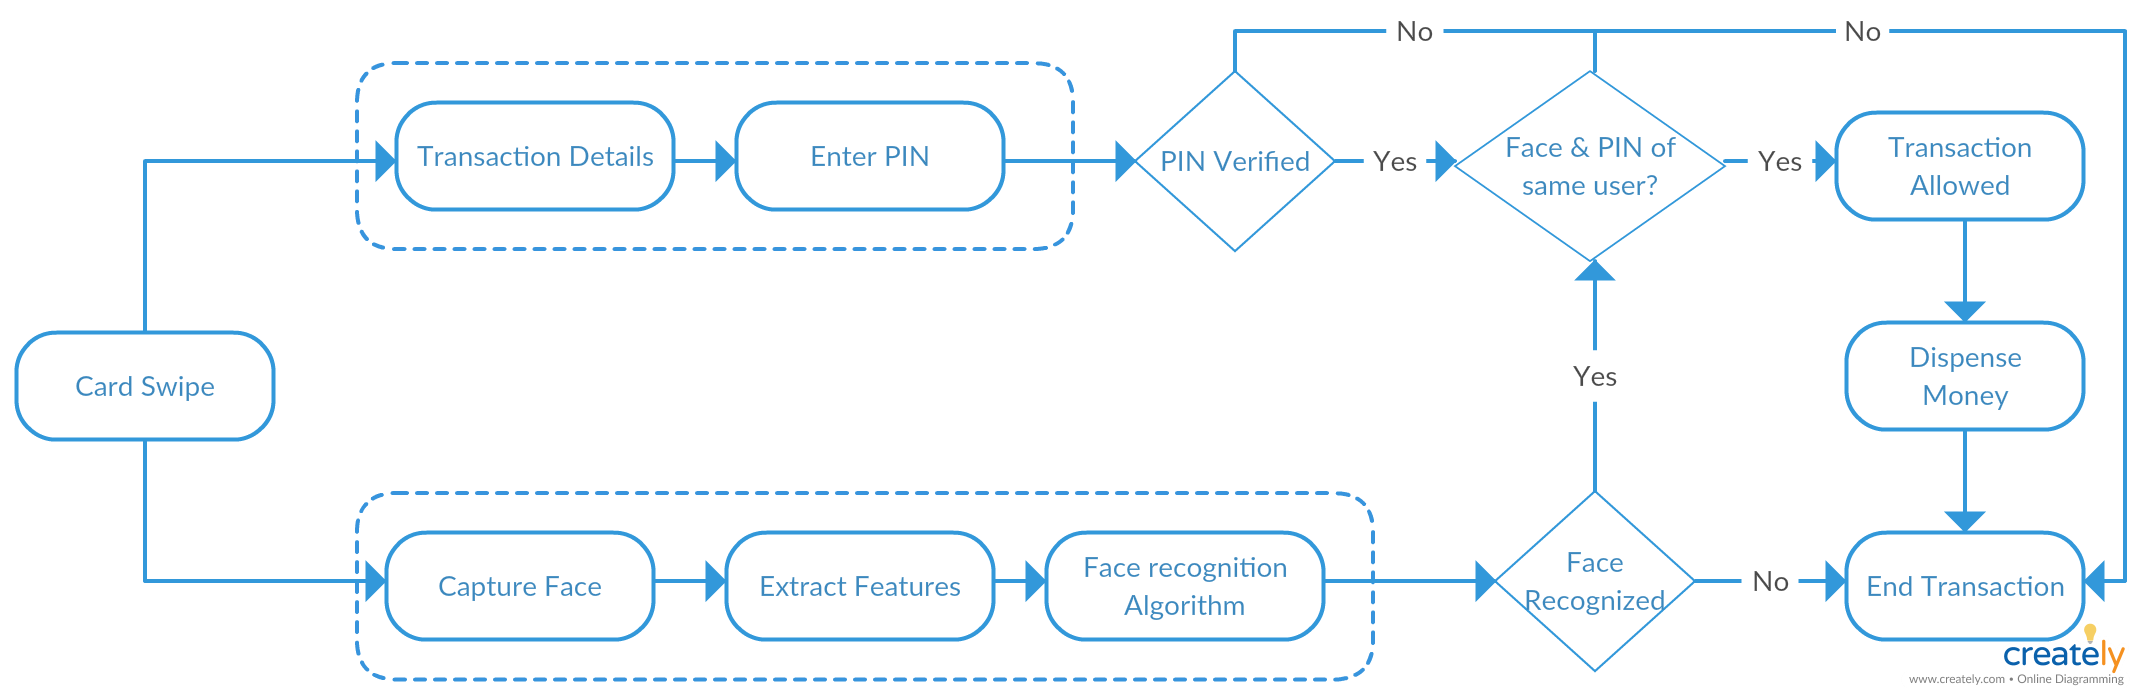 No
No
Transaction Details
Enter PIN
PIN Verified
Yes
Face & PIN of
same user?
Yes
Transaction
Allowed
Card Swipe
Yes
Dispense
Money
Capture Face
Extract Features
Face recognition
Algorithm
Face
Recognized
No
End Transaction
creately
www.creately.com • Online Diagramming